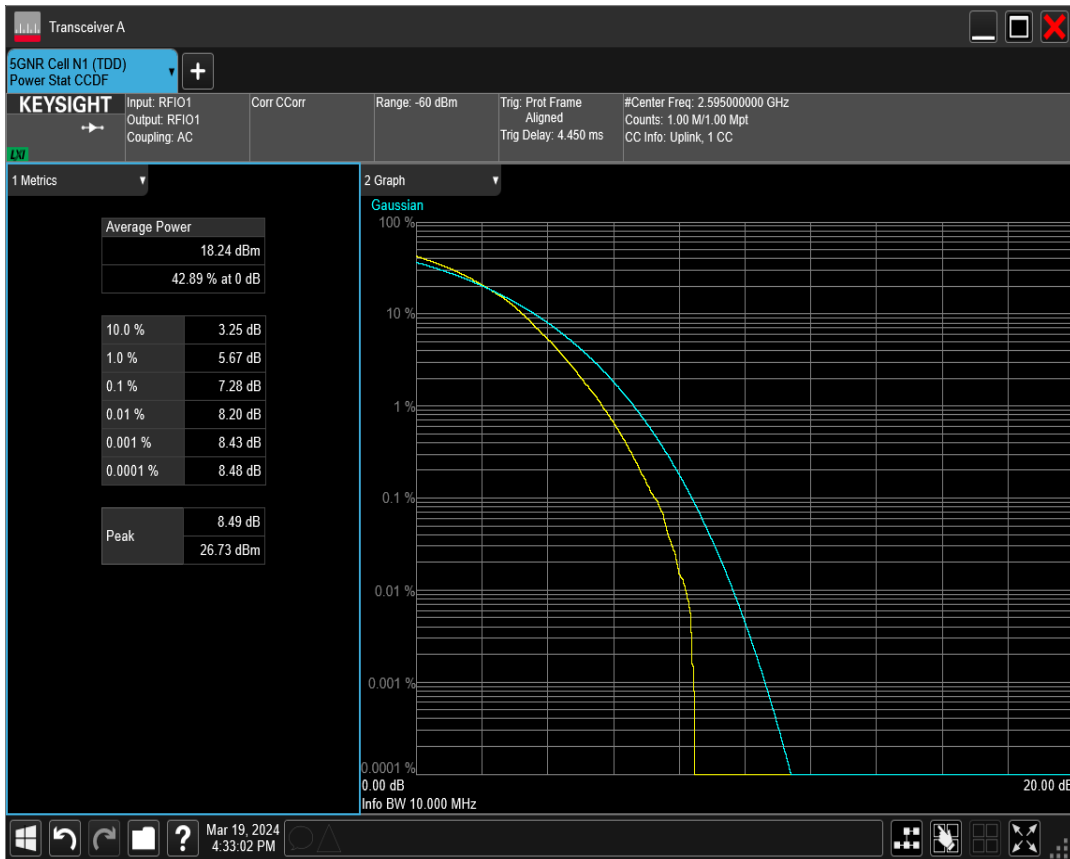 Transceiver A
5GNR Cell N1 (TDD)
Power Stat CCDF
+
KEYSIGHT
LXI
Input: RFIO1
Output: RFIO1
Coupling: AC
Corr CCorr
Range: -60 dBm
Trig: Prot Frame
Aligned
Trig Delay: 4.450 ms
#Center Freq: 2.595000000 GHz
Counts: 1.00 M/1.00 Mpt
CC Info: Uplink, 1 CC
1 Metrics
Average Power
18.24 dBm
42.89 % at 0 dB
10.0 % 3.25 dB
1.0 % 5.67 dB
0.1 % 7.28 dB
0.01 % 8.20 dB
0.001 % 8.43 dB
0.0001 % 8.48 dB
Peak
8.49 dB
26.73 dBm
2 Graph
Gaussian
100 %
10 %
1 %
0.1 %
0.01 %
0.001 %
0.0001 %
0.00 dB 20.00 dB
Info BW 10.000 MHz
?
Mar 19, 2024
4:33:02 PM